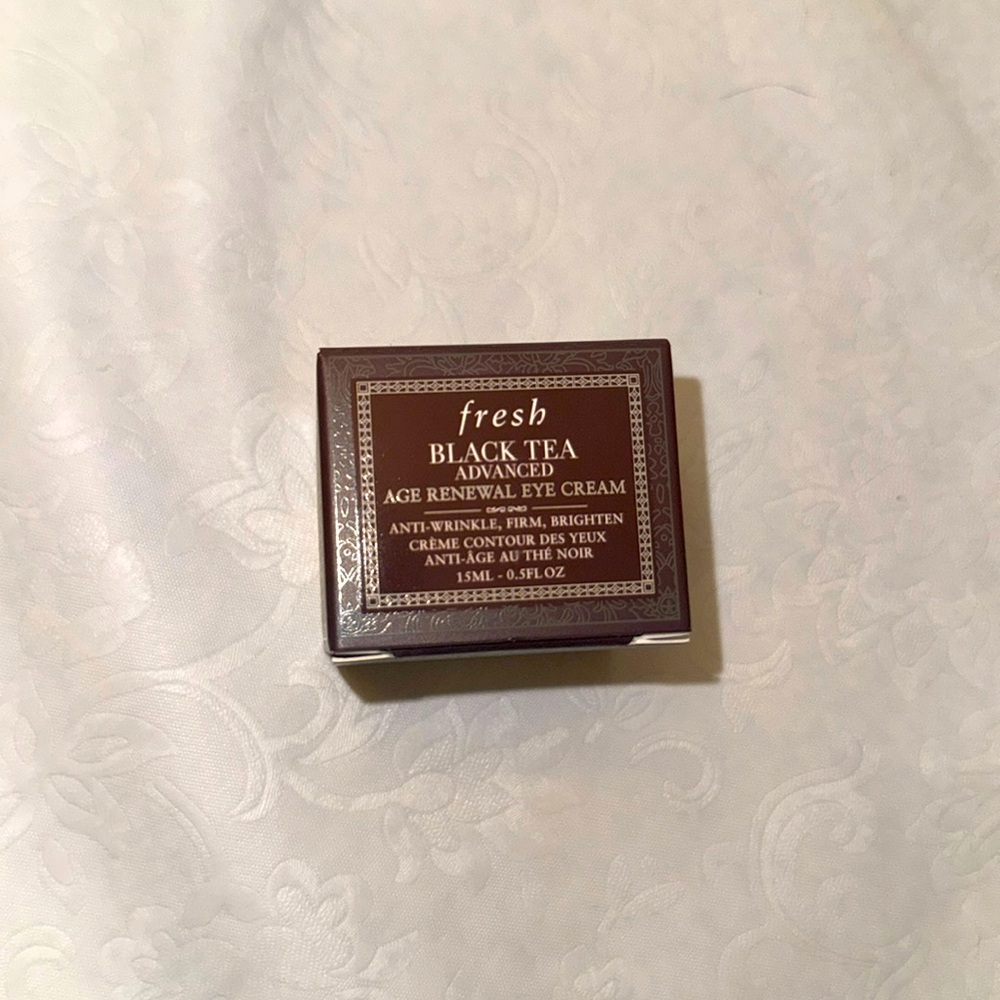 fresh
BLACK TEA
ADVANCED
AGE RENEWAL EYE CREAM
ANTI-WRINKLE, FIRM, BRIGHTEN
CRÈME CONTOUR DES YEUX
ANTI-ÂGE AU THÉ NOIR
15ML - 0.5FL OZ